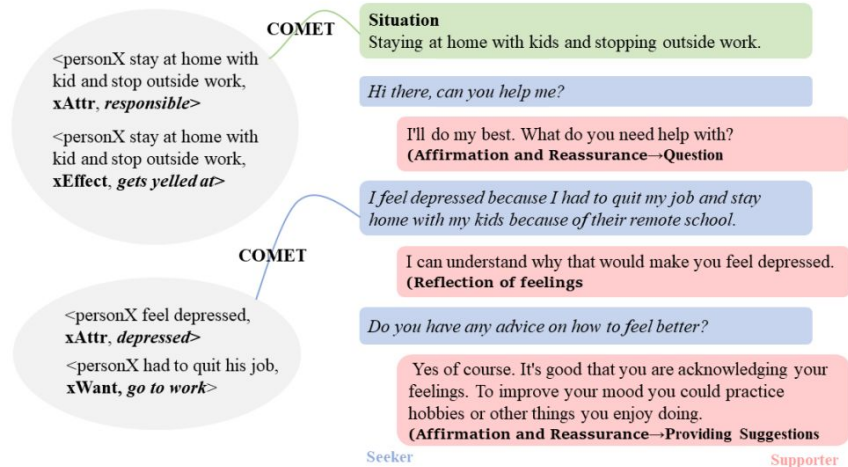 <personX stay at home with
kid and stop outside work,
xAttr, responsible>
<personX stay at home with
kid and stop outside work,
xEffect, gets yelled at>
COMET
<personX feel depressed,
xAttr, depressed>
<personX had to quit his job,
xWant, go to work>
COMET
Situation
Staying at home with kids and stopping outside work.
Hi there, can you help me?
I'll do my best. What do you need help with?
(Affirmation and Reassurance→Question
I feel depressed because I had to quit my job and stay
home with my kids because of their remote school.
I can understand why that would make you feel depressed.
(Reflection of feelings
Do you have any advice on how to feel better?
Yes of course. It's good that you are acknowledging your
feelings. To improve your mood you could practice
hobbies or other things you enjoy doing.
(Affirmation and Reassurance→Providing Suggestions
Seeker
Supporter